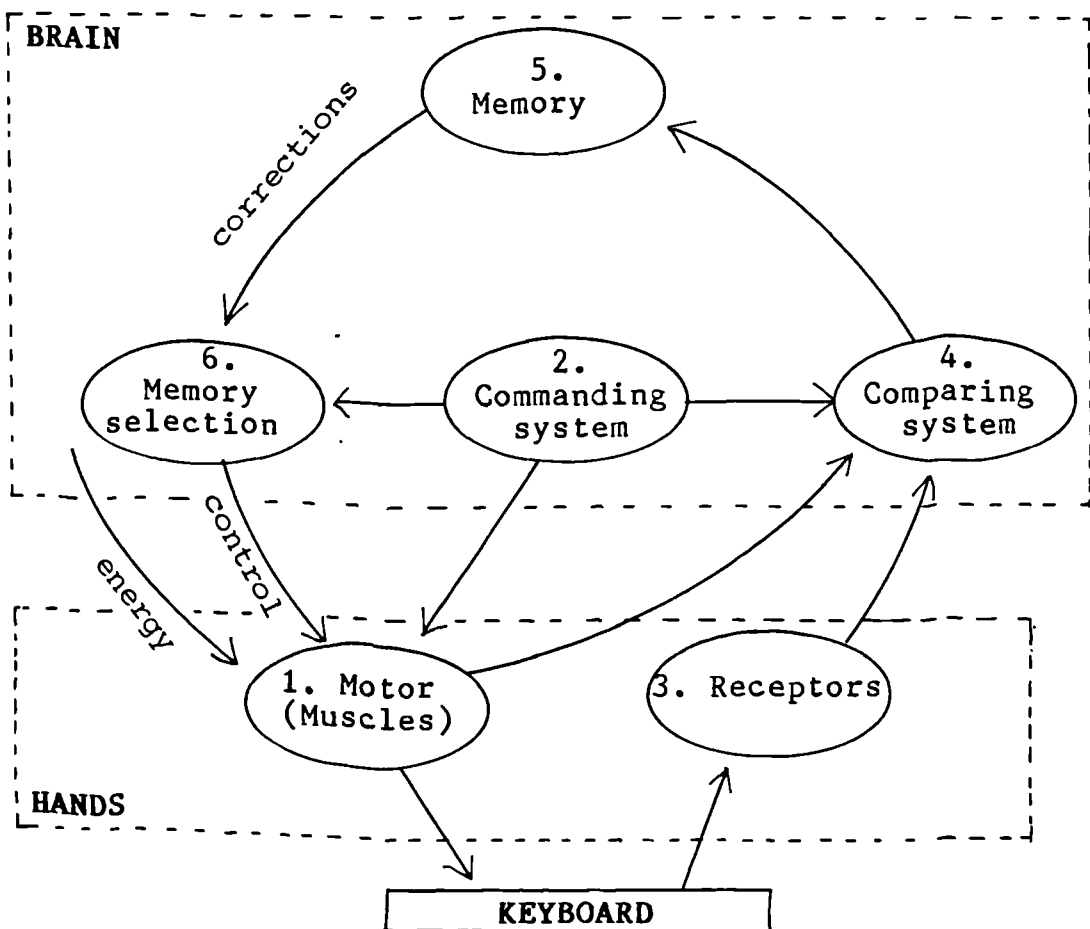 BRAIN
5.
Memory
corrections
6.
Memory
selection
2.
Commanding
system
4.
Comparing
system
energy
control
1. Motor
(Muscles)
3. Receptors
HANDS
KEYBOARD